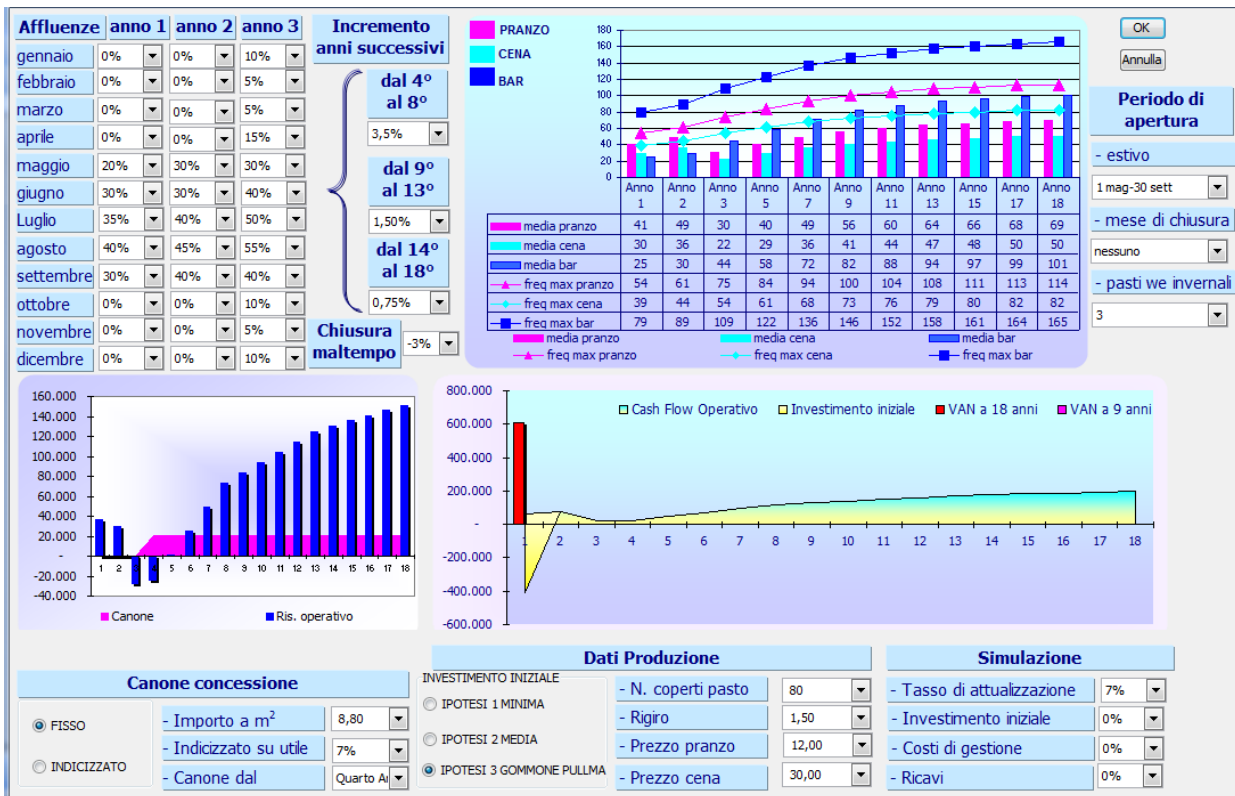 Affluenze anno 1 anno 2 anno 3
gennaio 0% 0% 10%
febbraio 0% 0% 5%
marzo 0% 0% 5%
aprile 0% 0% 15%
maggio 20% 30% 30%
giugno 30% 30% 40%
Luglio 35% 40% 50%
agosto 40% 45% 55%
settembre 30% 40% 40%
ottobre 0% 0% 10%
novembre 0% 0% 5%
dicembre 0% 0% 10%
Incremento
anni successivi
dal 4º
al 8º
3,5%
dal 9º
al 13º
1,50%
dal 14º
al 18º
0,75%
Chiusura
maltempo
-3%
PRANZO
CENA
BAR
180
160
140
120
100
80
60
40
20
0
Anno Anno Anno Anno Anno Anno Anno Anno Anno Anno Anno
1 2 3 5 7 9 11 13 15 17 18
media pranzo 41 49 30 40 49 56 60 64 66 68 69
media cena 30 36 22 29 36 41 44 47 48 50 50
media bar 25 30 44 58 72 82 88 94 97 99 101
freq max pranzo 54 61 75 84 94 100 104 108 111 113 114
freq max cena 39 44 54 61 68 73 76 79 80 82 82
freq max bar 79 89 109 122 136 146 152 158 161 164 165
media pranzo media cena media bar
freq max pranzo freq max cena freq max bar
OK
Annulla
Periodo di
apertura
- estivo
1 mag-30 sett
- mese di chiusura
nessuno
- pasti we invernali
3
160.000
140.000
120.000
100.000
80.000
60.000
40.000
20.000
-
-20.000
-40.000
1 2 3 4 5 6 7 8 9 10 11 12 13 14 15 16 17 18
Canone Ris. operativo
800.000
600.000
400.000
200.000
-
-200.000
-400.000
-600.000
Cash Flow Operativo Investimento iniziale VAN a 18 anni VAN a 9 anni
1 2 3 4 5 6 7 8 9 10 11 12 13 14 15 16 17 18
Canone concessione
FISSO
INDICIZZATO
- Importo a m² 8,80
- Indicizzato su utile 7%
- Canone dal Quarto Ar
Dati Produzione
INVESTIMENTO INIZIALE
IPOTESI 1 MINIMA
IPOTESI 2 MEDIA
IPOTESI 3 GOMMONE PULLMA
- N. coperti pasto 80
- Rigiro 1,50
- Prezzo pranzo 12,00
- Prezzo cena 30,00
Simulazione
- Tasso di attualizzazione 7%
- Investimento iniziale 0%
- Costi di gestione 0%
- Ricavi 0%